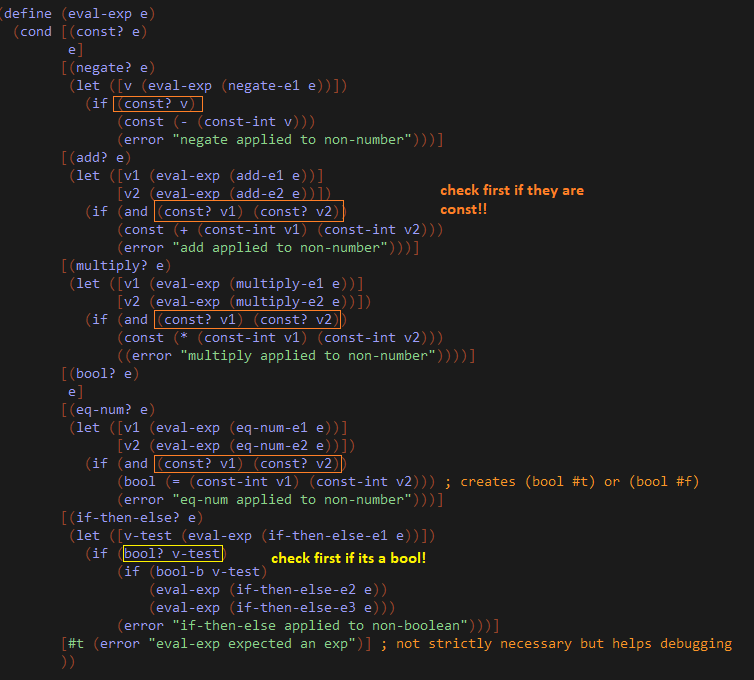 (define (eval-exp e)
(cond [(const? e)
e]
[(negate? e)
(let ([v (eval-exp (negate-e1 e))])
(if (const? v)
(const (- (const-int v)))
(error "negate applied to non-number")))]
[(add? e)
(let ([v1 (eval-exp (add-e1 e))]
[v2 (eval-exp (add-e2 e))])
check first if they are
const!!
(if (and (const? v1) (const? v2))
(const (+ (const-int v1) (const-int v2)))
(error "add applied to non-number")))]
[(multiply? e)
(let ([v1 (eval-exp (multiply-e1 e))]
[v2 (eval-exp (multiply-e2 e))])
(if (and (const? v1) (const? v2))
(const (* (const-int v1) (const-int v2)))
((error "multiply applied to non-number"))))]
[(bool? e)
e]
[(eq-num? e)
(let ([v1 (eval-exp (eq-num-e1 e))]
[v2 (eval-exp (eq-num-e2 e))])
(if (and (const? v1) (const? v2))
(bool (= (const-int v1) (const-int v2))) ; creates (bool #t) or (bool #f)
(error "eq-num applied to non-number")))]
[(if-then-else? e)
(let ([v-test (eval-exp (if-then-else-e1 e))])
(if (bool? v-test) check first if its a bool!
(if (bool-b v-test)
(eval-exp (if-then-else-e2 e))
(eval-exp (if-then-else-e3 e)))
(error "if-then-else applied to non-boolean")))]
[#t (error "eval-exp expected an exp")] ; not strictly necessary but helps debugging
))